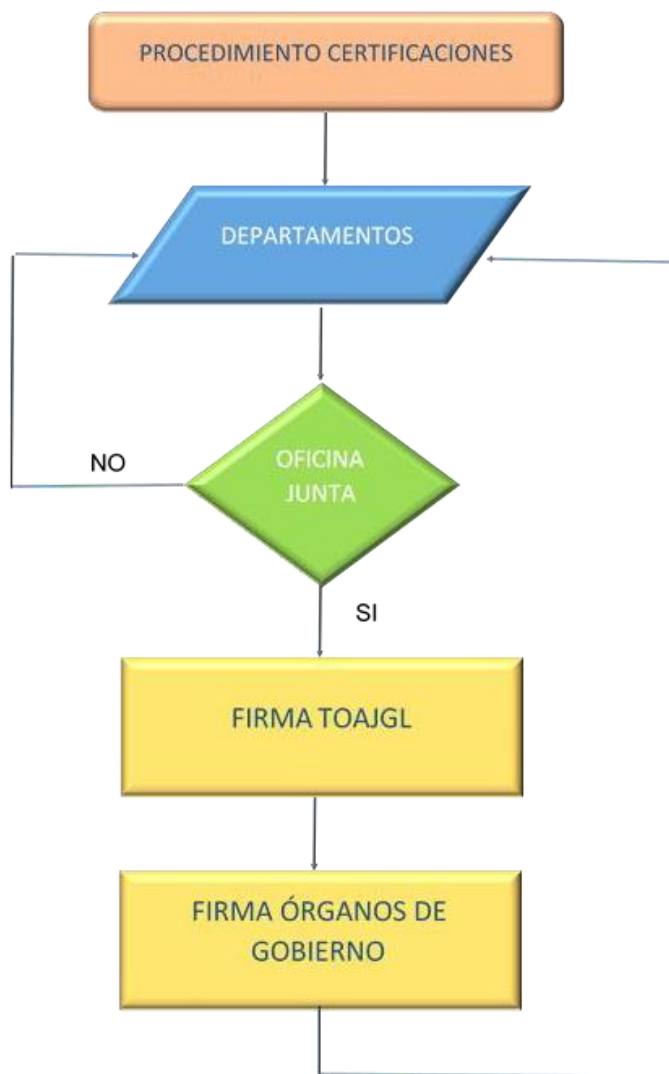 PROCEDIMIENTO CERTIFICACIONES
DEPARTAMENTOS
OFICINA
JUNTA
NO
SI
FIRMA TOAJGL
FIRMA ÓRGANOS DE
GOBIERNO